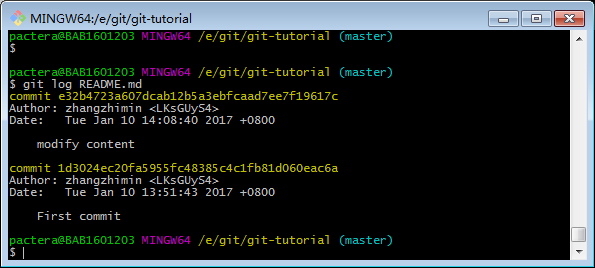 MINGW64:/e/git/git-tutorial
pactera@BAB1601203 MINGW64 /e/git/git-tutorial (master)
$
pactera@BAB1601203 MINGW64 /e/git/git-tutorial (master)
$ git log README.md
commit e32b4723a607dcab12b5a3ebfcaad7ee7f19617c
Author: zhangzhimin <LKsGUyS4>
Date:   Tue Jan 10 14:08:40 2017 +0800
    modify content
commit 1d3024ec20fa5955fc48385c4c1fb81d060eac6a
Author: zhangzhimin <LKsGUyS4>
Date:   Tue Jan 10 13:51:43 2017 +0800
    First commit
pactera@BAB1601203 MINGW64 /e/git/git-tutorial (master)
$